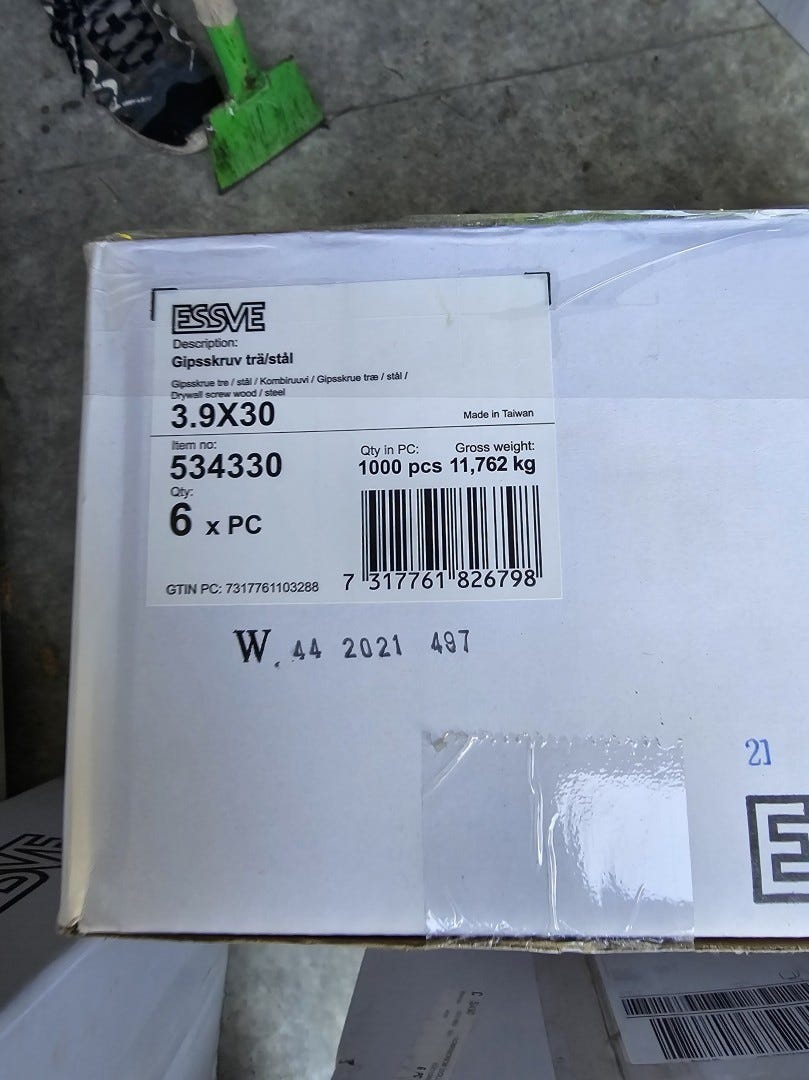 ESSVE
Description:
Gipsskruv trä/stål
Gipsskrue tre / stål / Kombiruuvi / Gipsskrue træ / stål /
Drywall screw wood / steel
3.9X30
Made in Taiwan
Item no:
534330
Qty in PC: Gross weight:
1000 pcs 11,762 kg
Qty:
6 x PC
GTIN PC: 7317761103288
7 317761 826798
W. 44 2021 497
21